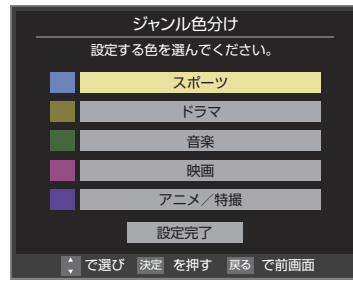 ジャンル色分け
設定する色を選んでください。
スポーツ
ドラマ
音楽
映画
アニメ／特撮
設定完了
で選び 決定 を押す 戻る で前画面